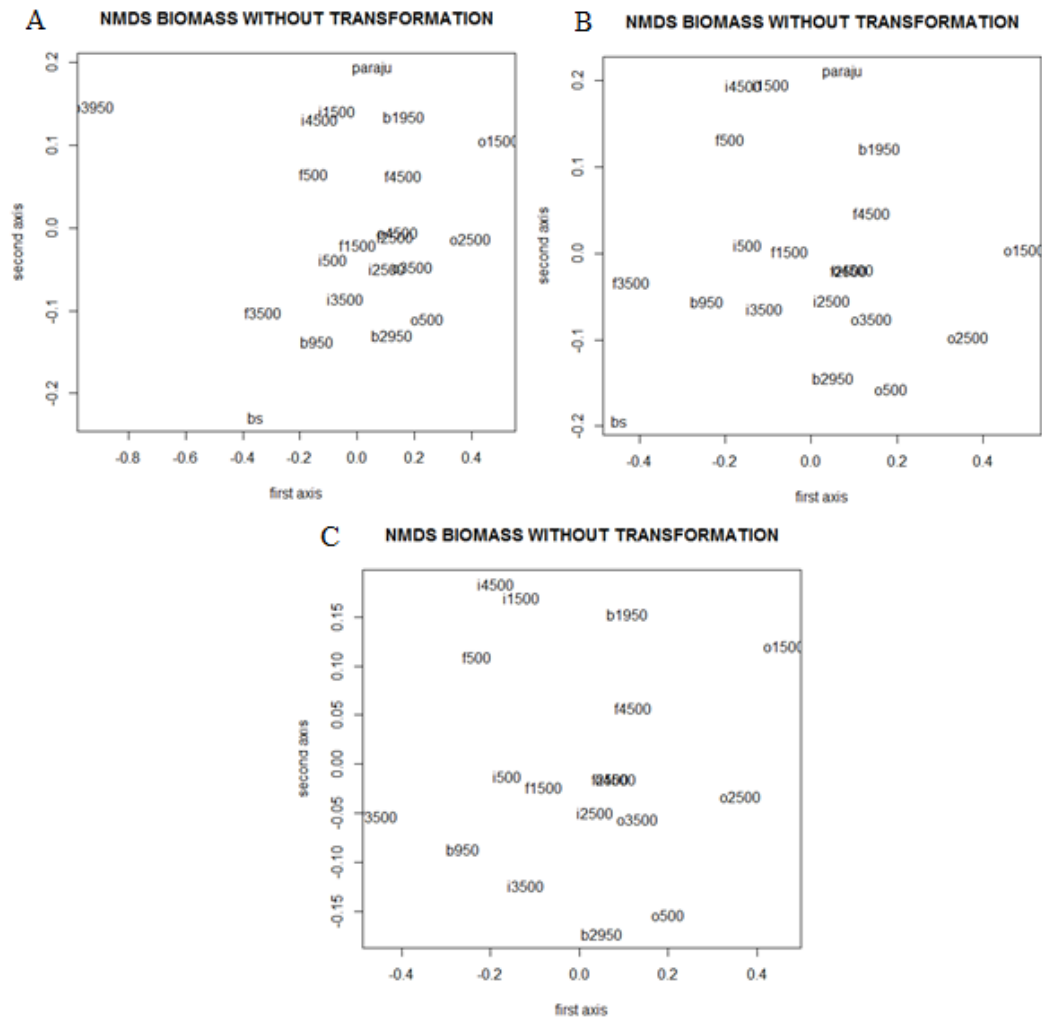 A
NMDS BIOMASS WITHOUT TRANSFORMATION
second axis
0.2
0.1
0.0
-0.1
-0.2
paraju
3950
i1500
i4500
b1950
o1500
f500
f4500
o4500
f2500
f1500
o2500
i500
i2500
o3500
i3500
f3500
o500
b950
b2950
bs
-0.8 -0.6 -0.4 -0.2 0.0 0.2 0.4
first axis
B
NMDS BIOMASS WITHOUT TRANSFORMATION
second axis
0.2
0.1
0.0
-0.1
-0.2
paraju
i4500
1500
f500
b1950
f4500
i500
f1500
o1500
f3500
b950
i3500
i2500
o3500
o2500
b2950
o500
bs
-0.4 -0.2 0.0 0.2 0.4
first axis
C
NMDS BIOMASS WITHOUT TRANSFORMATION
second axis
0.15
0.10
0.05
0.00
-0.05
-0.10
-0.15
i4500
i1500
b1950
o1500
f500
f4500
i500
f1500
i2500
o3500
o2500
3500
b950
i3500
o500
b2950
-0.4 -0.2 0.0 0.2 0.4
first axis